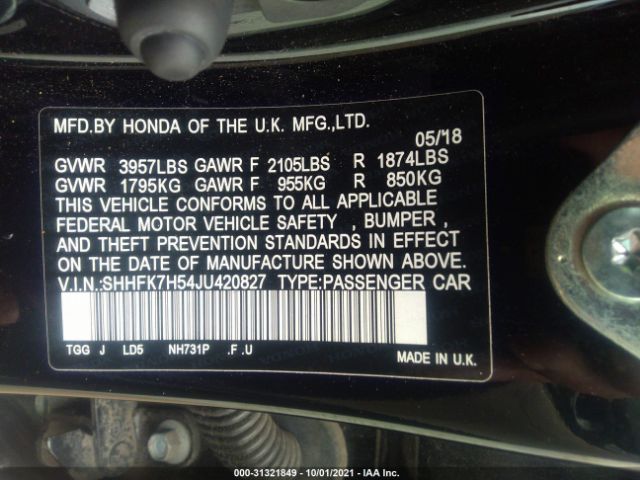 MFD.BY HONDA OF THE U.K. MFG.,LTD.
05/18
GVWR 3957LBS GAWR F 2105LBS R 1874LBS
GVWR 1795KG GAWR F 955KG R 850KG
THIS VEHICLE CONFORMS TO ALL APPLICABLE
FEDERAL MOTOR VEHICLE SAFETY , BUMPER ,
AND THEFT PREVENTION STANDARDS IN EFFECT
ON THE DATE OF MANUFACTURE SHOWN ABOVE.
V.I.N.:SHHFK7H54JU420827 TYPE:PASSENGER CAR
TGG J LD5 NH731P .F .U
MADE IN U.K.
000-31321849 - 10/01/2021 - IAA Inc.